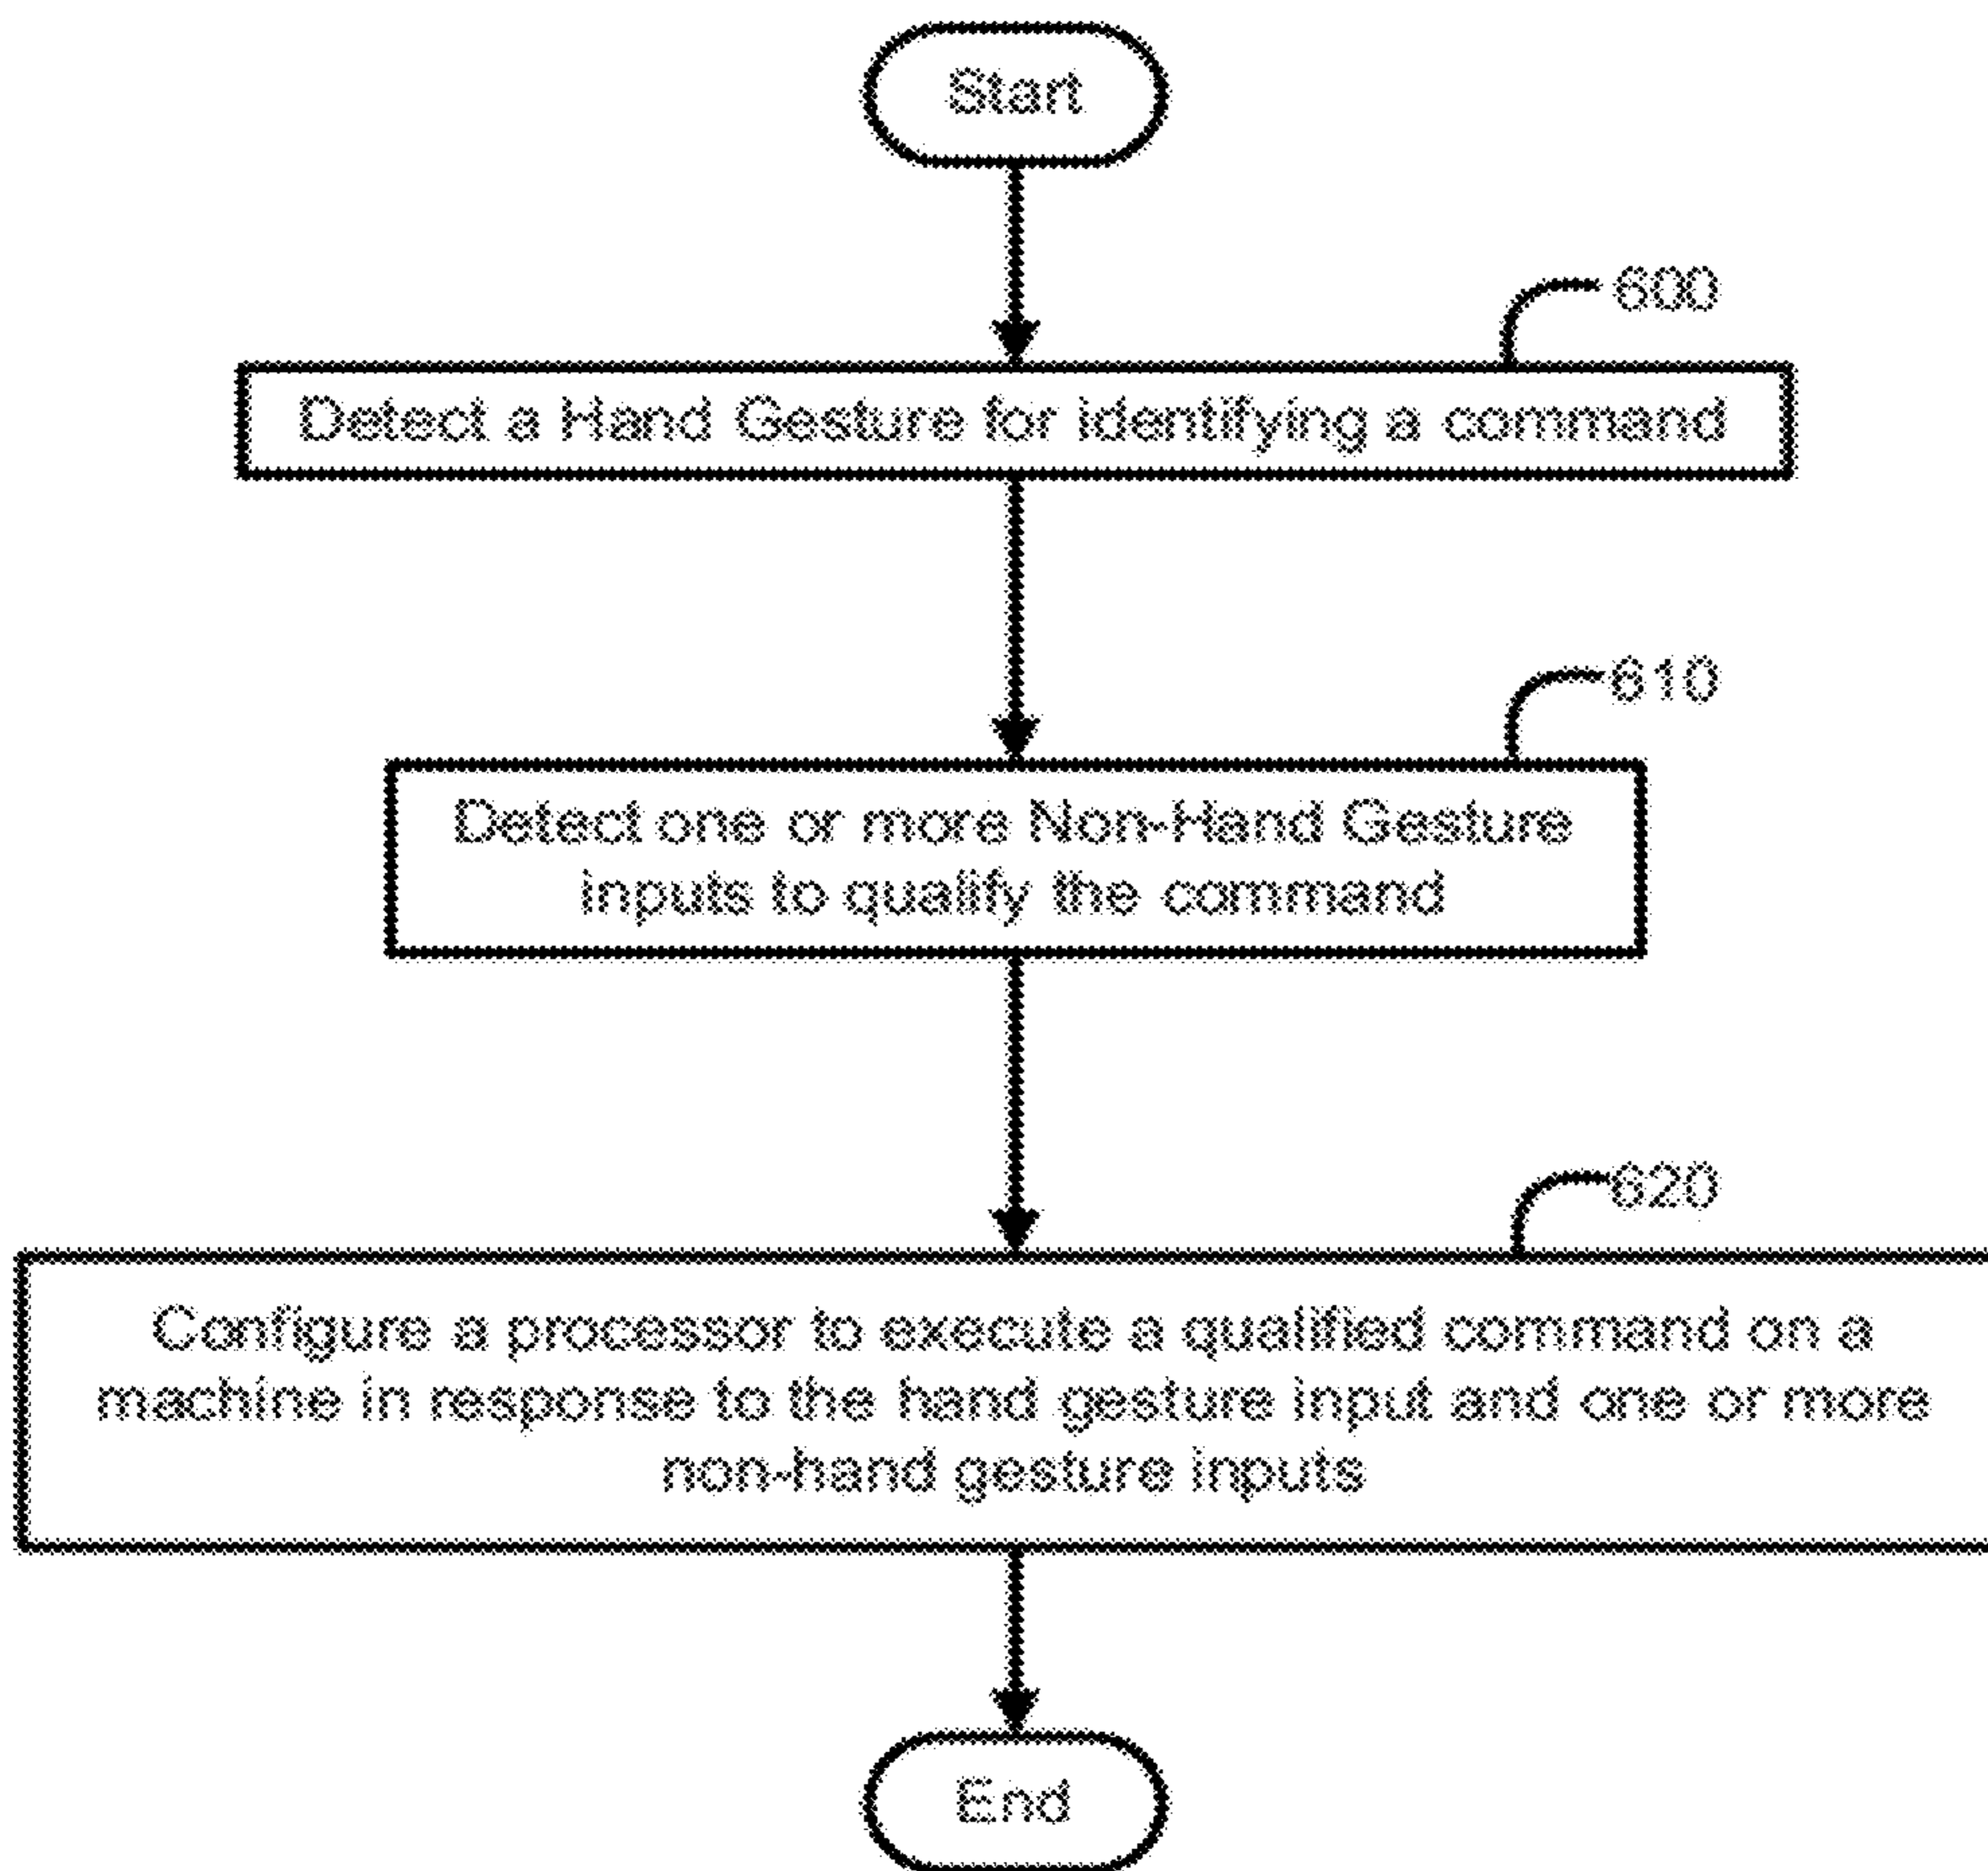 Start
600
Detect a Hand Gesture for identifying a command
610
Detect one or more Non-Hand Gesture
inputs to qualify the command
620
Configure a processor to execute a qualified command on a
machine in response to the hand gesture input and one or more
non-hand gesture inputs
End